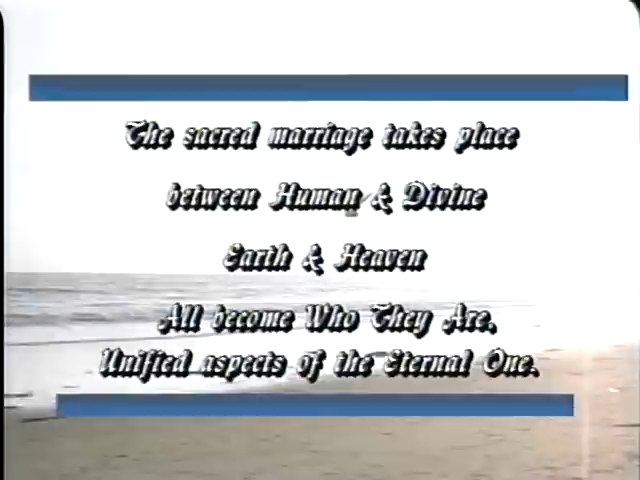 The sacred marriage takes place
between Human & Divine
Earth & Heaven
All become Who They Are,
Unified aspects of the Eternal One.